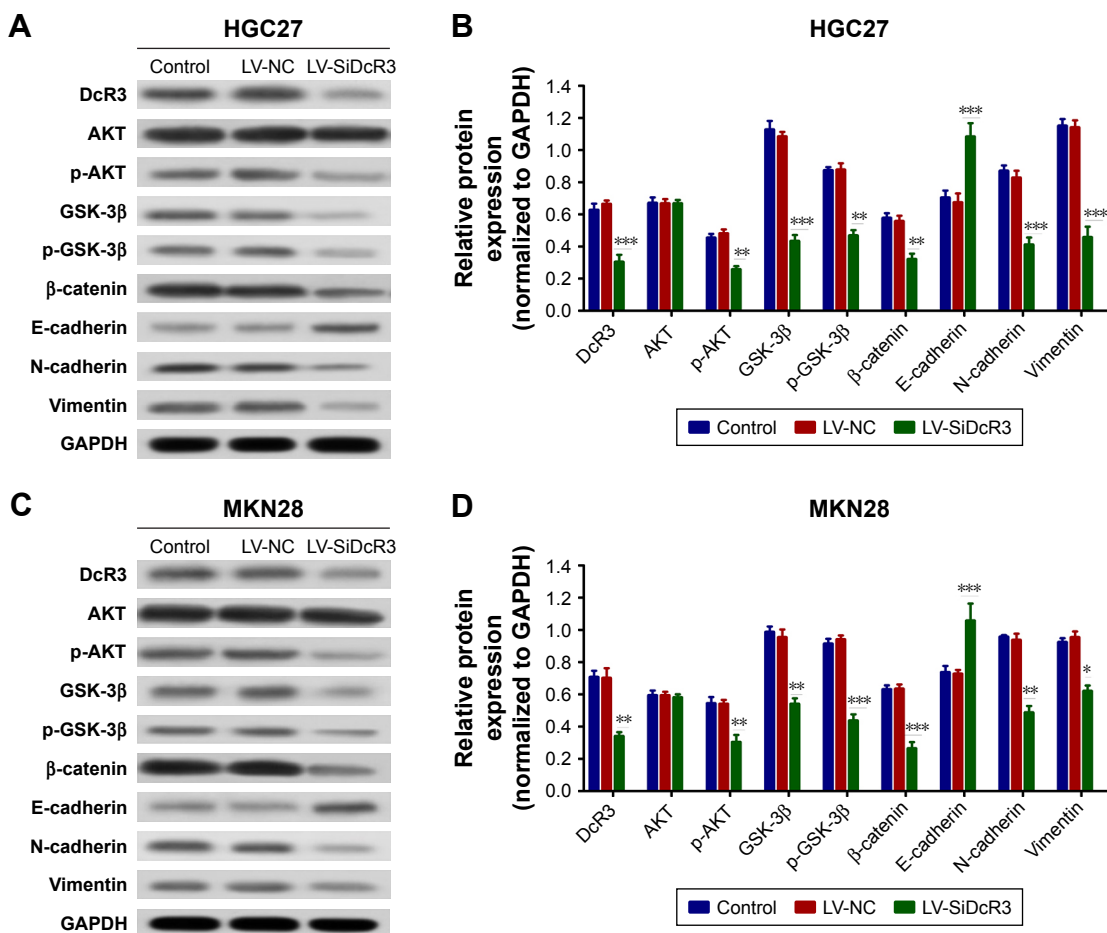 A
HGC27
Control LV-NC LV-SiDcR3
DcR3
AKT
p-AKT
GSK-3β
p-GSK-3β
β-catenin
E-cadherin
N-cadherin
Vimentin
GAPDH
B
HGC27
Relative protein
expression
(normalized to GAPDH)
1.4
1.2
1.0
0.8
0.6
0.4
0.2
0.0
***
**
***
**
**
***
***
***
DcR3
AKT
p-AKT
GSK-3β
p-GSK-3β
β-catenin
E-cadherin
N-cadherin
Vimentin
Control LV-NC LV-SiDcR3
C
MKN28
Control LV-NC LV-SiDcR3
DcR3
AKT
p-AKT
GSK-3β
p-GSK-3β
β-catenin
E-cadherin
N-cadherin
Vimentin
GAPDH
D
MKN28
Relative protein
expression
(normalized to GAPDH)
1.4
1.2
1.0
0.8
0.6
0.4
0.2
0.0
**
**
**
***
***
***
**
*
DcR3
AKT
p-AKT
GSK-3β
p-GSK-3β
β-catenin
E-cadherin
N-cadherin
Vimentin
Control LV-NC LV-SiDcR3